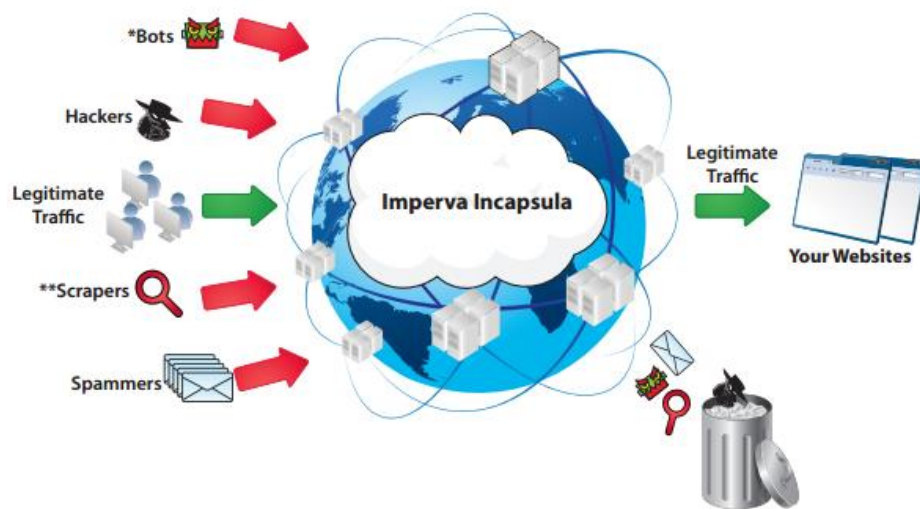 *Bots
Hackers
Legitimate
Traffic
**Scrapers
Spammers
Imperva Incapsula
Legitimate
Traffic
Your Websites